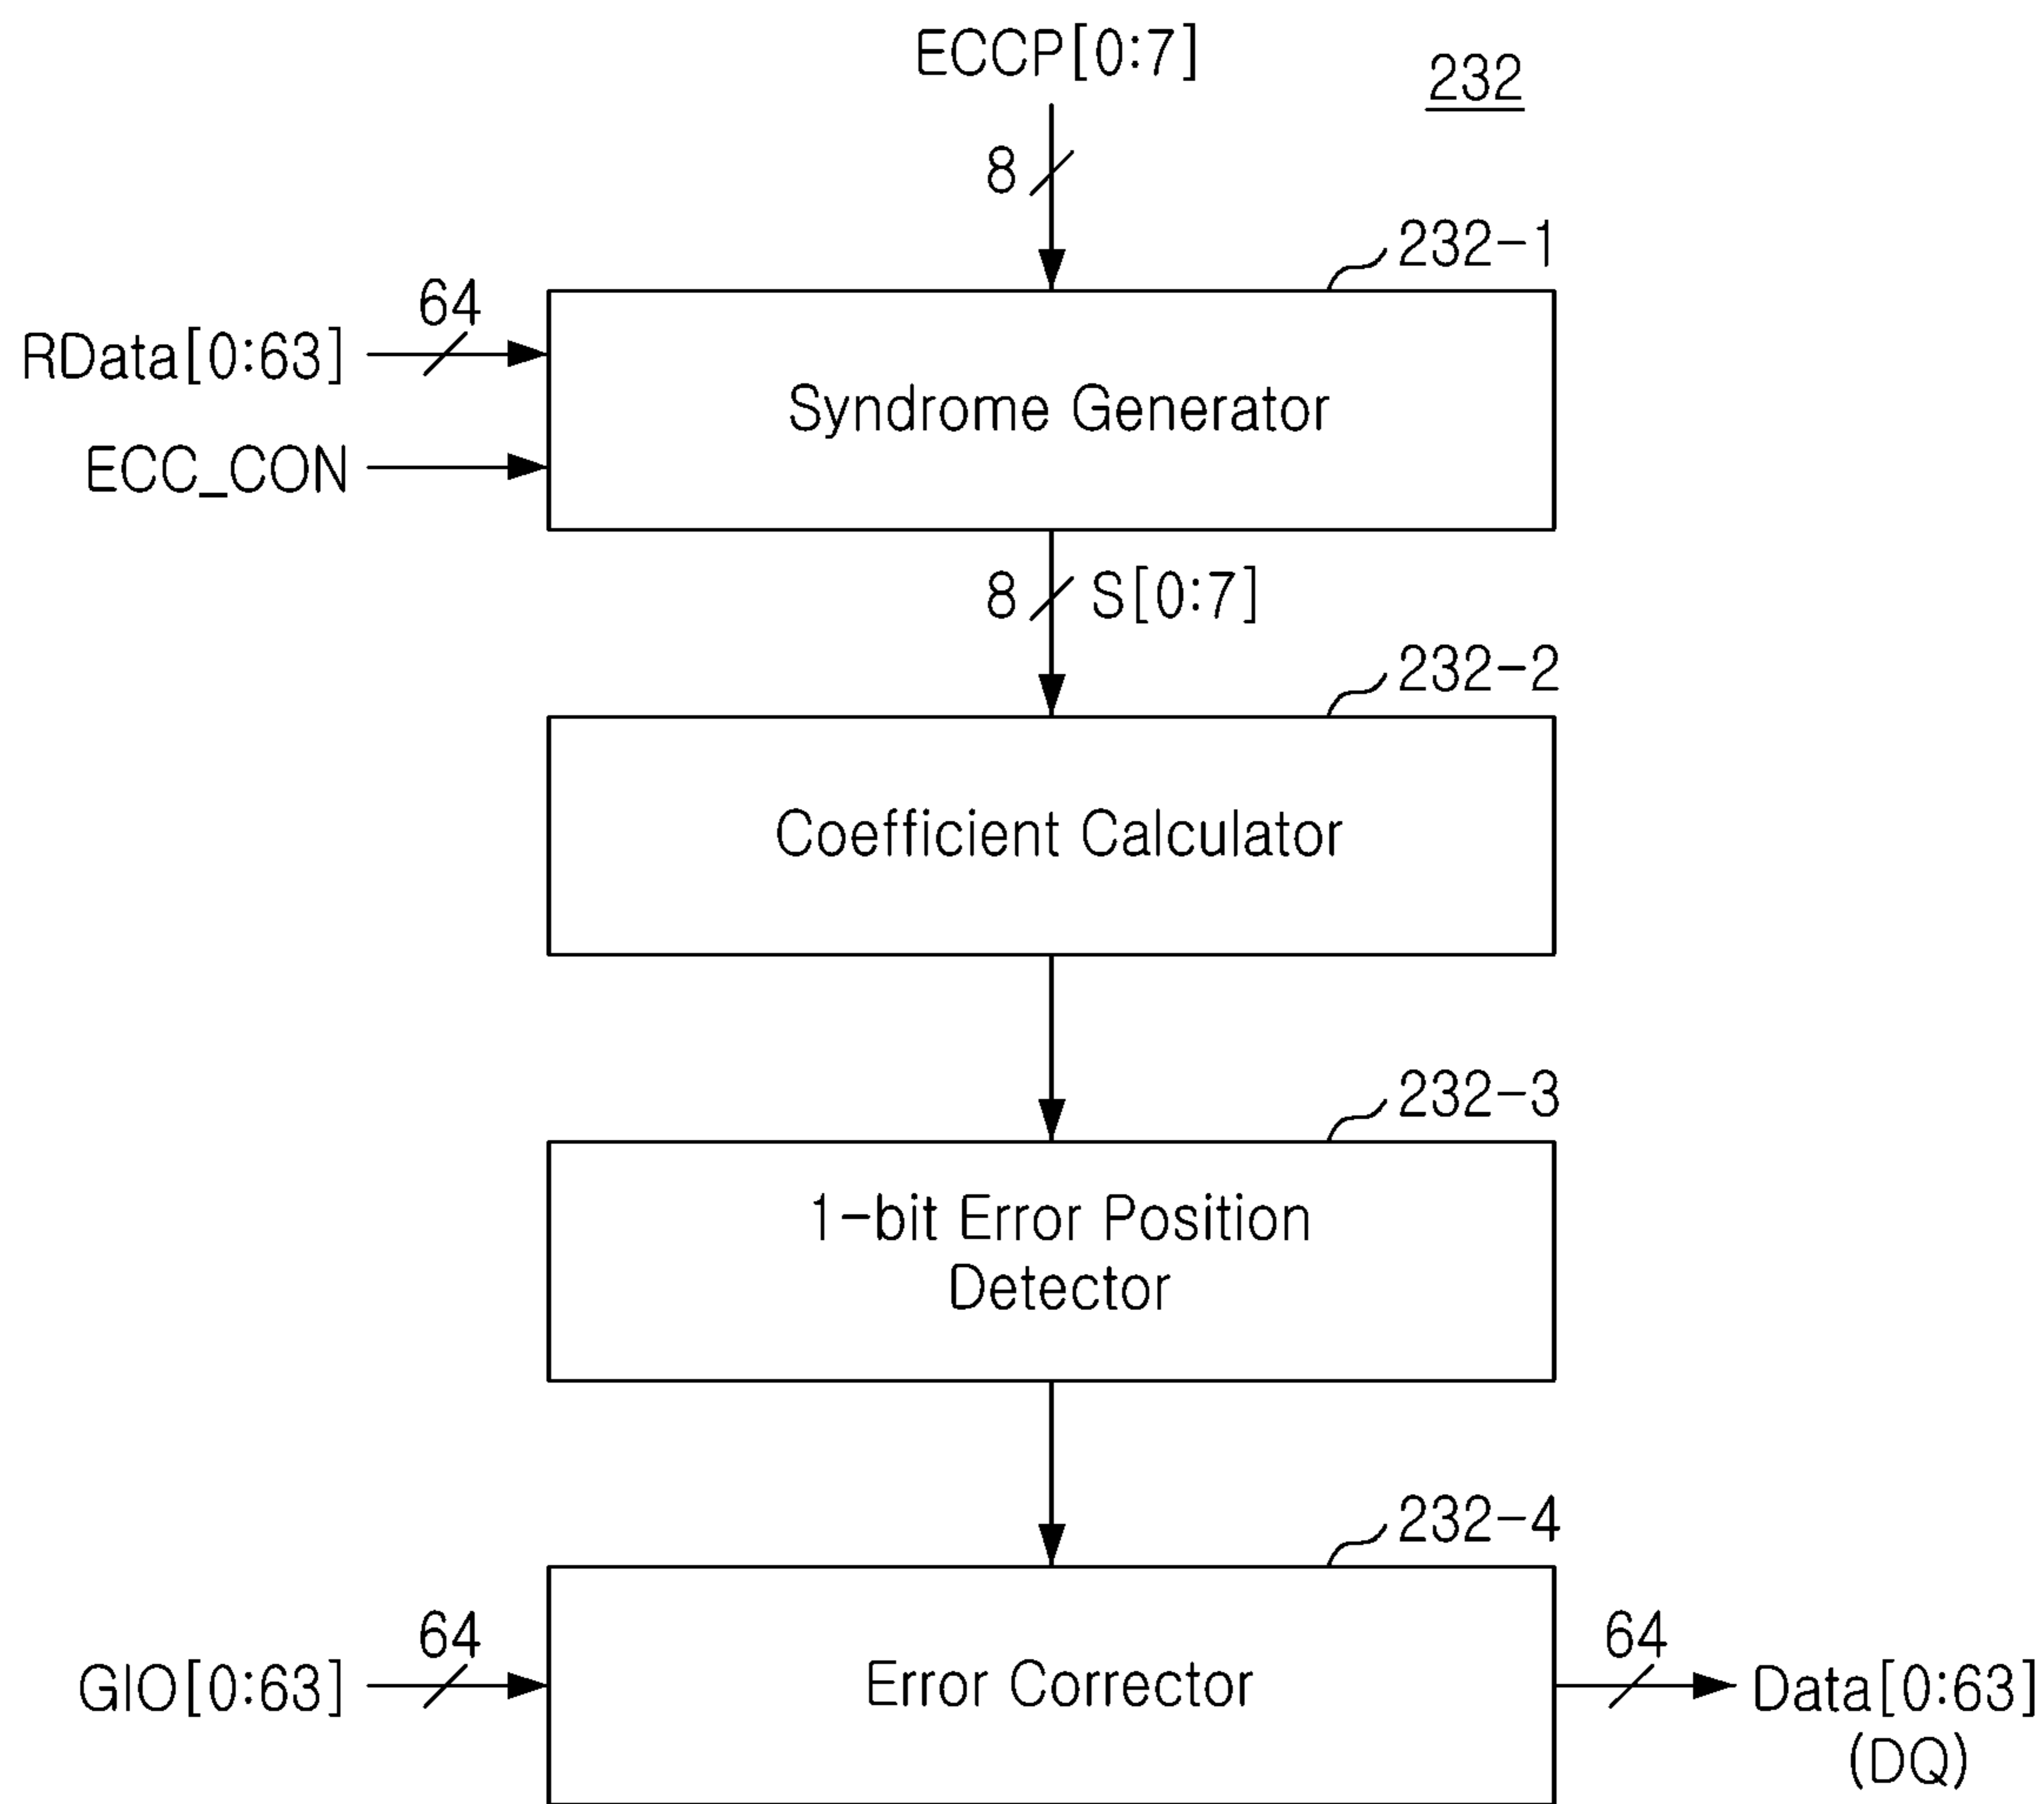 ECCP[0:7]
232
8
232-1
64
RData[0:63]
Syndrome Generator
ECC_CON
8
S[0:7]
232-2
Coefficient Calculator
232-3
1-bit Error Position
Detector
232-4
64
64
GIO[0:63]
Error Corrector
Data[0:63]
(DQ)